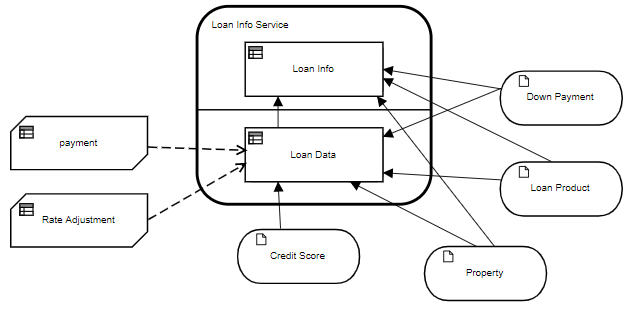 Loan Info Service
Loan Info
Down Payment
payment
Loan Data
Loan Product
Rate Adjustment
Credit Score
Property